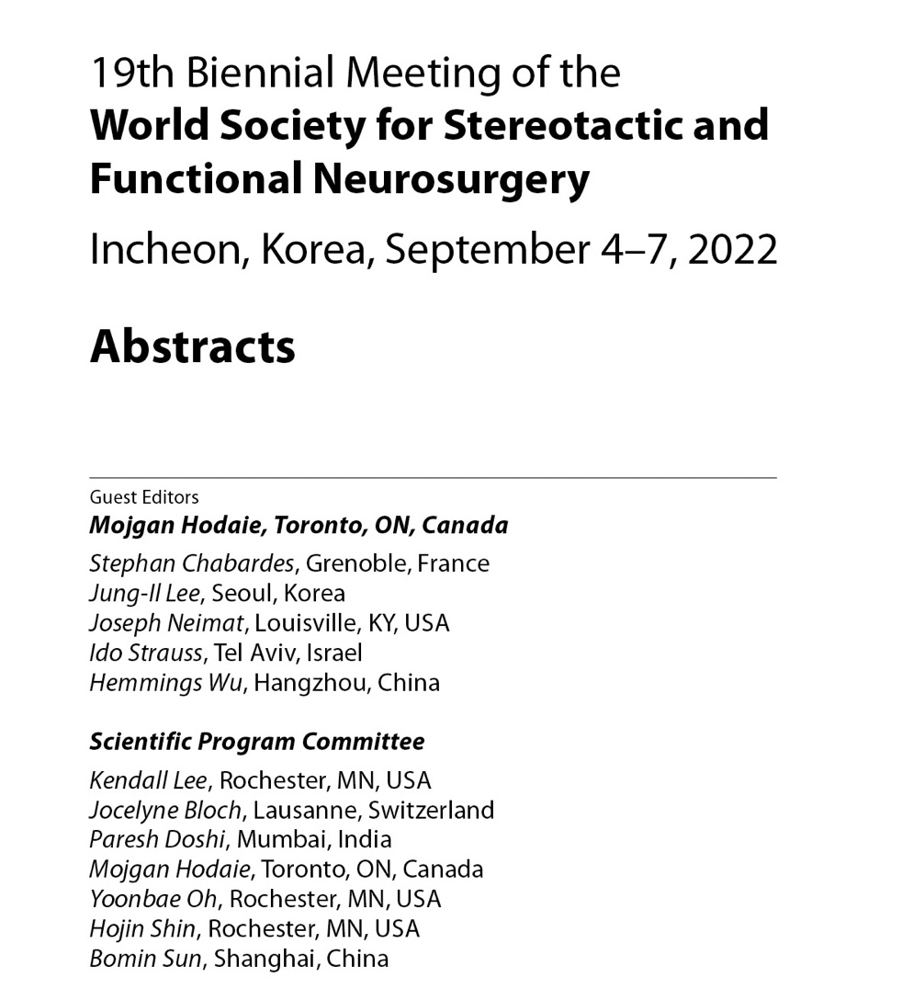 19th Biennial Meeting of the
World Society for Stereotactic and
Functional Neurosurgery
Incheon, Korea, September 4–7, 2022
Abstracts
Guest Editors
Mojgan Hodaie, Toronto, ON, Canada
Stephan Chabardes, Grenoble, France
Jung-Il Lee, Seoul, Korea
Joseph Neimat, Louisville, KY, USA
Ido Strauss, Tel Aviv, Israel
Hemmings Wu, Hangzhou, China
Scientific Program Committee
Kendall Lee, Rochester, MN, USA
Jocelyne Bloch, Lausanne, Switzerland
Paresh Doshi, Mumbai, India
Mojgan Hodaie, Toronto, ON, Canada
Yoonbae Oh, Rochester, MN, USA
Hojin Shin, Rochester, MN, USA
Bomin Sun, Shanghai, China